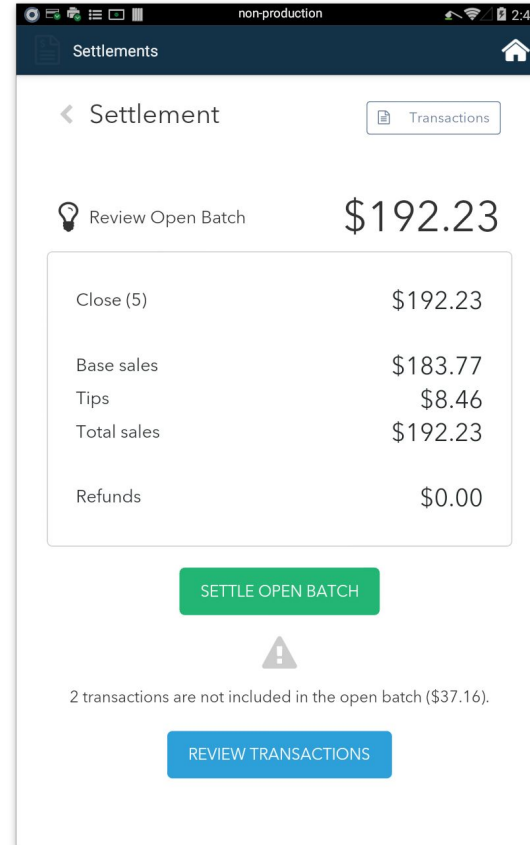 non-production 2:4
Settlements
Settlement
Transactions
Review Open Batch $192.23
Close (5) $192.23
Base sales $183.77
Tips $8.46
Total sales $192.23
Refunds $0.00
SETTLE OPEN BATCH
2 transactions are not included in the open batch ($37.16).
REVIEW TRANSACTIONS